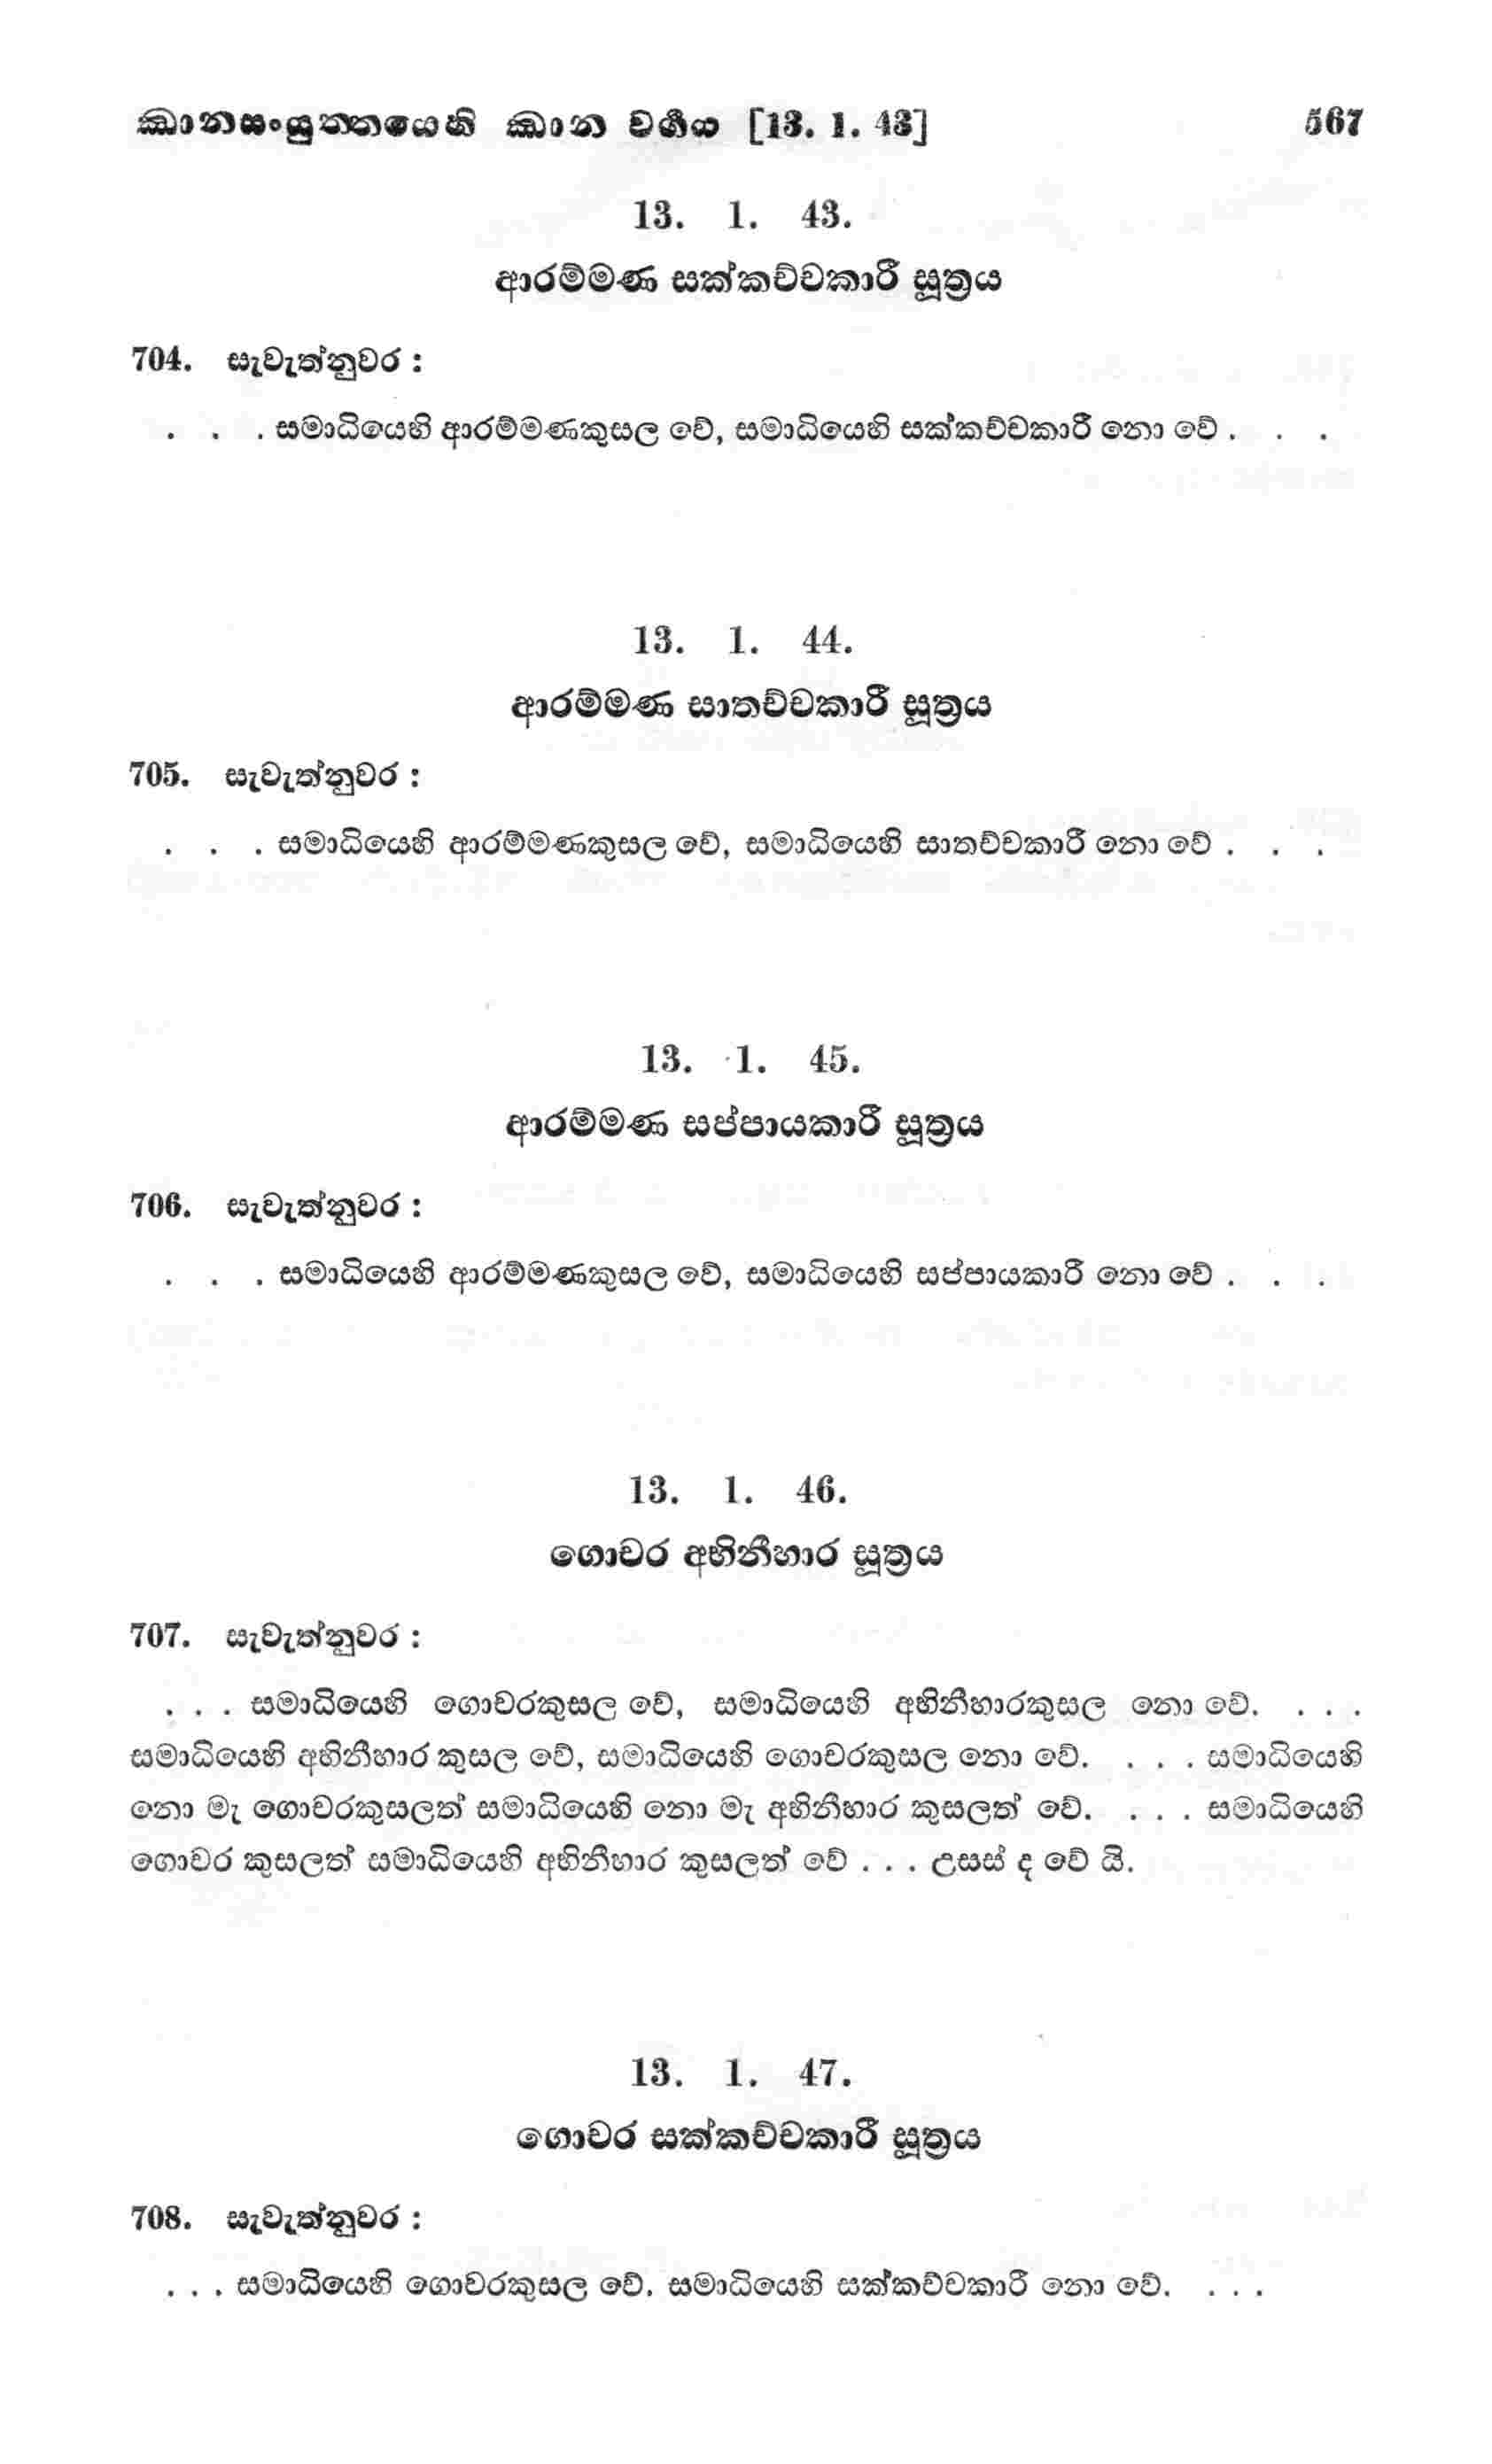 ඣානසංයුත්තයෙහි ඣාන වර්‍ගය [13. 1. 43] 567
13. 1. 43.
ආරම්මණ සක්කච්චකාරී සූත්‍රය
704. සැවැත්නුවර :
. . . සමාධියෙහි ආරම්මණකුසල වේ, සමාධියෙහි සක්කච්චකාරී නො වේ . . .
13. 1. 44.
ආරම්මණ සාතච්චකාරී සූත්‍රය
705. සැවැත්නුවර :
. . . සමාධියෙහි ආරම්මණකුසල වේ, සමාධියෙහි සාතච්චකාරී නො වේ . . .
13. 1. 45.
ආරම්මණ සප්පායකාරී සූත්‍රය
706. සැවැත්නුවර :
. . . සමාධියෙහි ආරම්මණකුසල වේ, සමාධියෙහි සප්පායකාරී නො වේ . . .
13. 1. 46.
ගොචර අභිනීහාර සූත්‍රය
707. සැවැත්නුවර :
. . . සමාධියෙහි ගොචරකුසල වේ, සමාධියෙහි අභිනීහාරකුසල නො වේ. . . .
සමාධියෙහි අභිනීහාර කුසල වේ, සමාධියෙහි ගොචරකුසල නො වේ. . . . සමාධියෙහි
නො මැ ගොචරකුසලත් සමාධියෙහි නො මැ අභිනීහාර කුසලත් වේ. . . . සමාධියෙහි
ගොචර කුසලත් සමාධියෙහි අභිනීහාර කුසලත් වේ . . . උසස් ද වේ යි.
13. 1. 47.
ගොචර සක්කච්චකාරී සූත්‍රය
708. සැවැත්නුවර :
. . . සමාධියෙහි ගොචරකුසල වේ. සමාධියෙහි සක්කච්චකාරී නො වේ. . . .